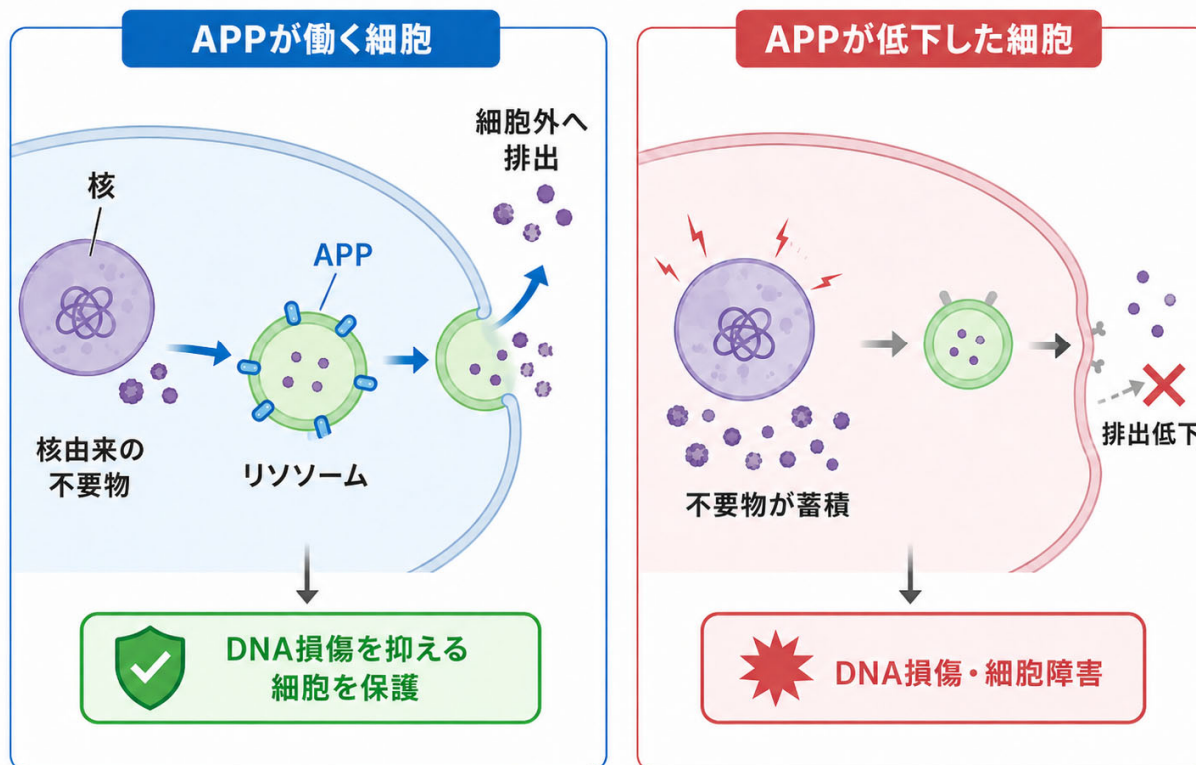 APPが働く細胞
細胞外へ
排出
核
APP
核由来の
不要物
リソソーム
DNA損傷を抑える
細胞を保護
APPが低下した細胞
不要物が蓄積
排出低下
DNA損傷・細胞障害